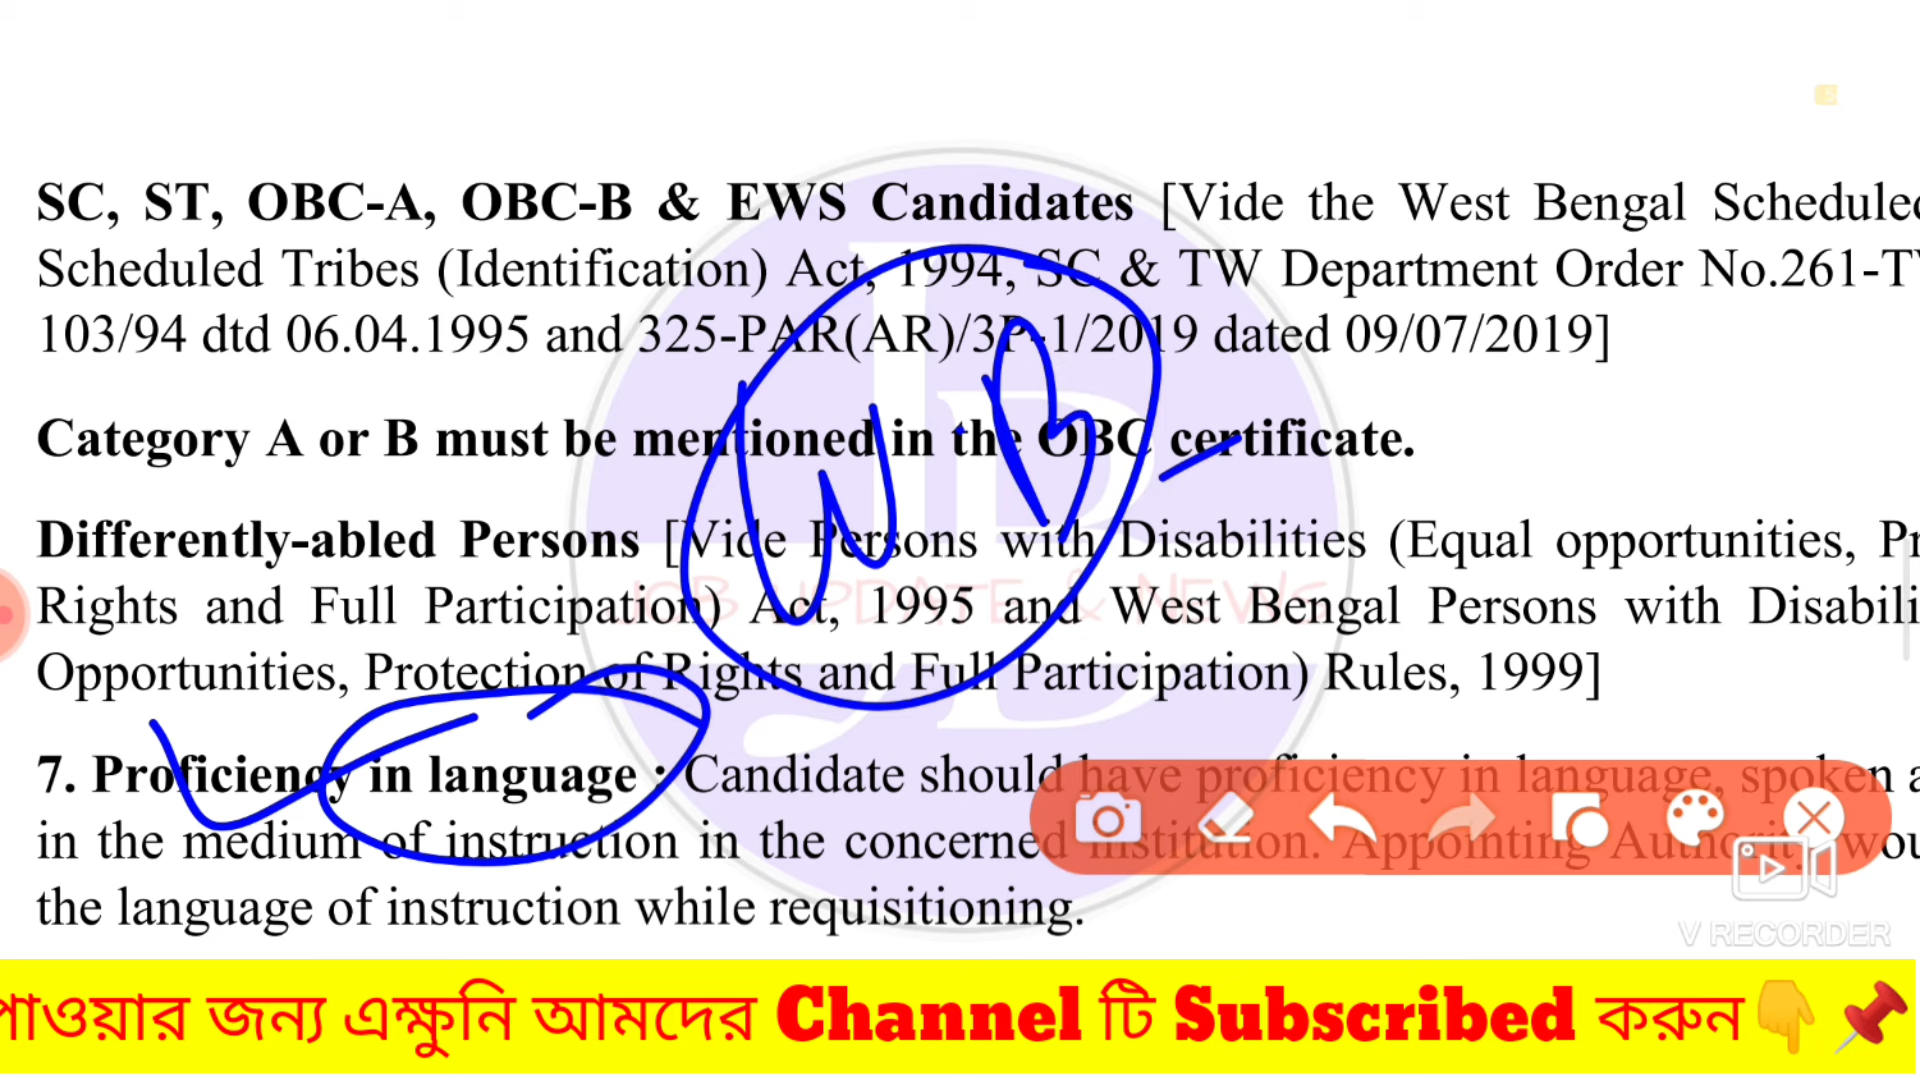 SC, ST, OBC-A, OBC-B & EWS Candidates [Vide the West Bengal Scheduled
Scheduled Tribes (Identification) Act, 1994, SC & TW Department Order No.261-T
103/94 dtd 06.04.1995 and 325-PAR(AR)/3P-1/2019 dated 09/07/2019]
Category A or B must be mentioned in the OBC certificate.
WB
Differently-abled Persons [Vide Persons with Disabilities (Equal opportunities, Pr
JOB UPDATE & NEWS
Rights and Full Participation) Act, 1995 and West Bengal Persons with Disabili
Opportunities, Protection of Rights and Full Participation) Rules, 1999]
7. Proficiency in language : Candidate should have proficiency in language, spoken a
in the medium of instruction in the concerned institution. Appointing Authority wou
the language of instruction while requisitioning.
V RECORDER
পাওয়ার জন্য এক্ষুনি আমদের Channel টি Subscribed করুন